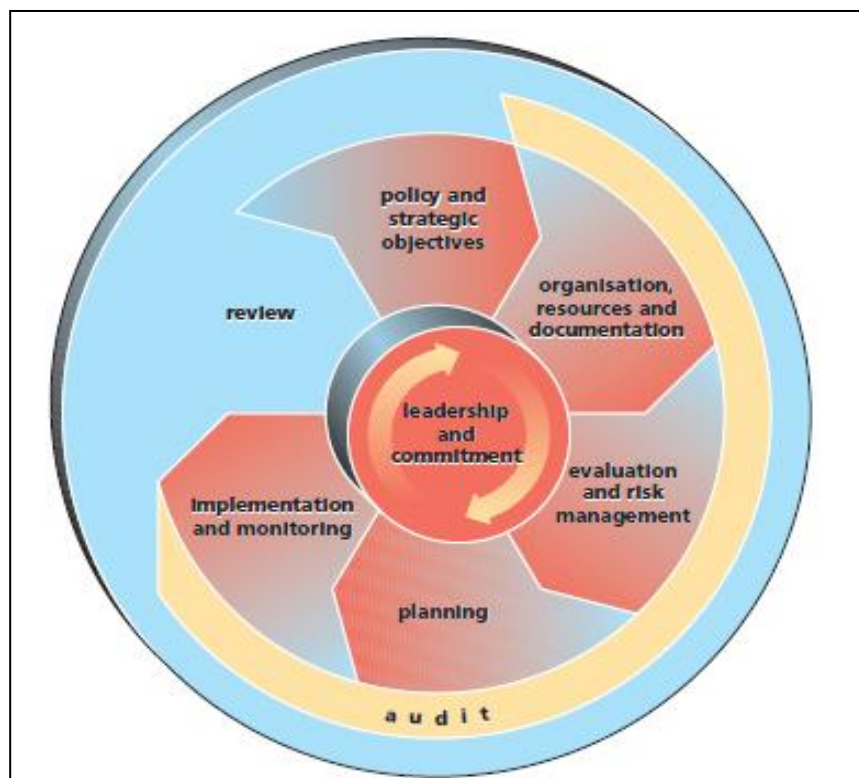 policy and
strategic
objectives
organisation,
resources and
documentation
review
leadership
and
commitment
evaluation
and risk
management
implementation
and monitoring
planning
audit